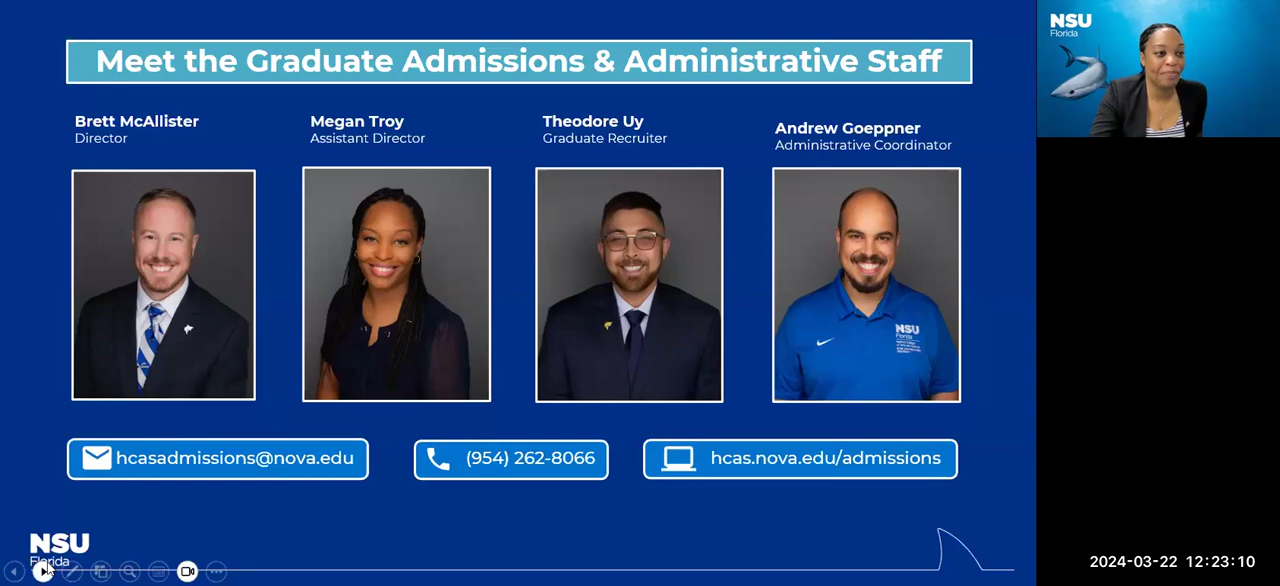 Meet the Graduate Admissions & Administrative Staff
Brett McAllister
Director
Megan Troy
Assistant Director
Theodore Uy
Graduate Recruiter
Andrew Goeppner
Administrative Coordinator
NSU
Florida
hcasadmissions@nova.edu
(954) 262-8066
hcas.nova.edu/admissions
NSU
Florida
NSU
Florida
2024-03-22 12:23:10